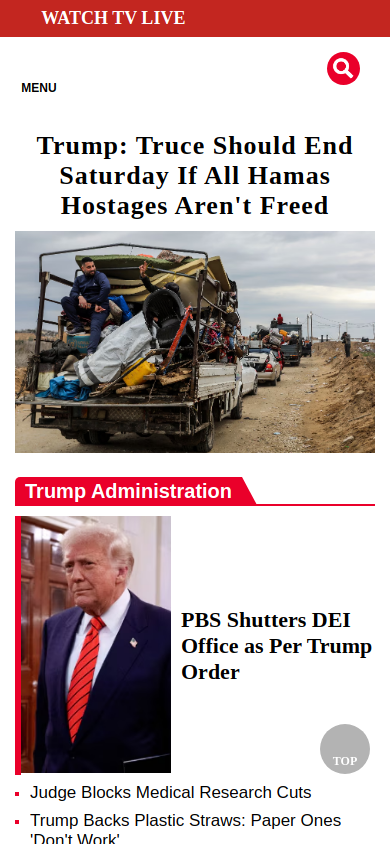 WATCH TV LIVE
MENU
Trump: Truce Should End
Saturday If All Hamas
Hostages Aren't Freed
Trump Administration
PBS Shutters DEI
Office as Per Trump
Order
TOP
Judge Blocks Medical Research Cuts
Trump Backs Plastic Straws: Paper Ones
'Don't Work'